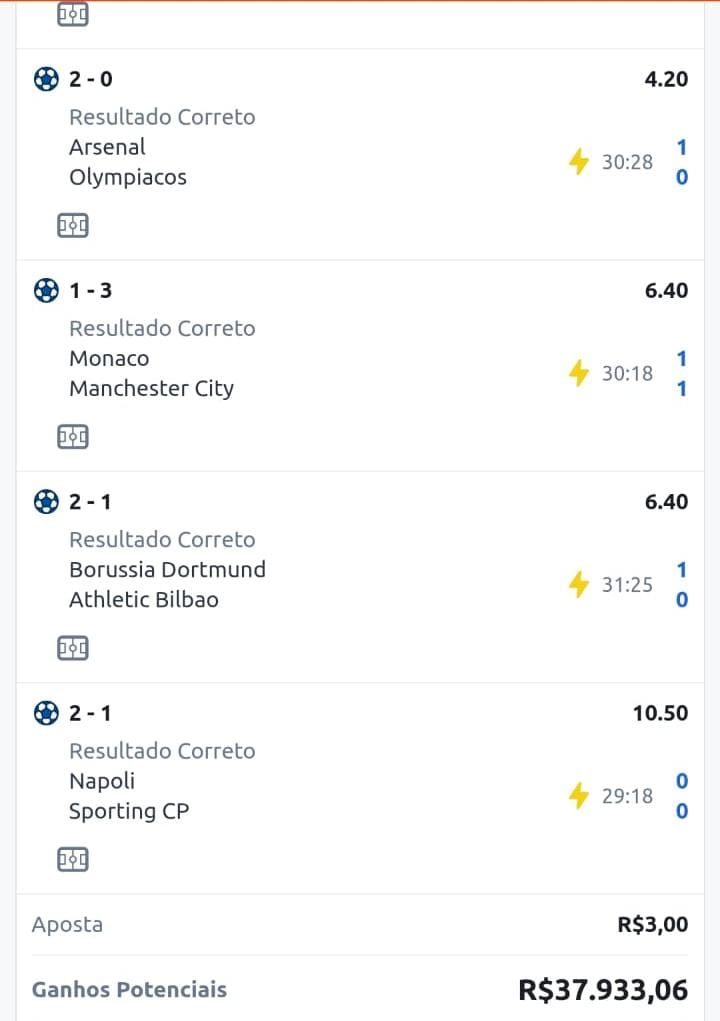 2 - 0 4.20
Resultado Correto
Arsenal 1
30:28
Olympiacos 0
1 - 3 6.40
Resultado Correto
Monaco 1
30:18
Manchester City 1
2 - 1 6.40
Resultado Correto
Borussia Dortmund 1
31:25
Athletic Bilbao 0
2 - 1 10.50
Resultado Correto
Napoli 0
29:18
Sporting CP 0
Aposta R$3,00
Ganhos Potenciais R$37.933,06